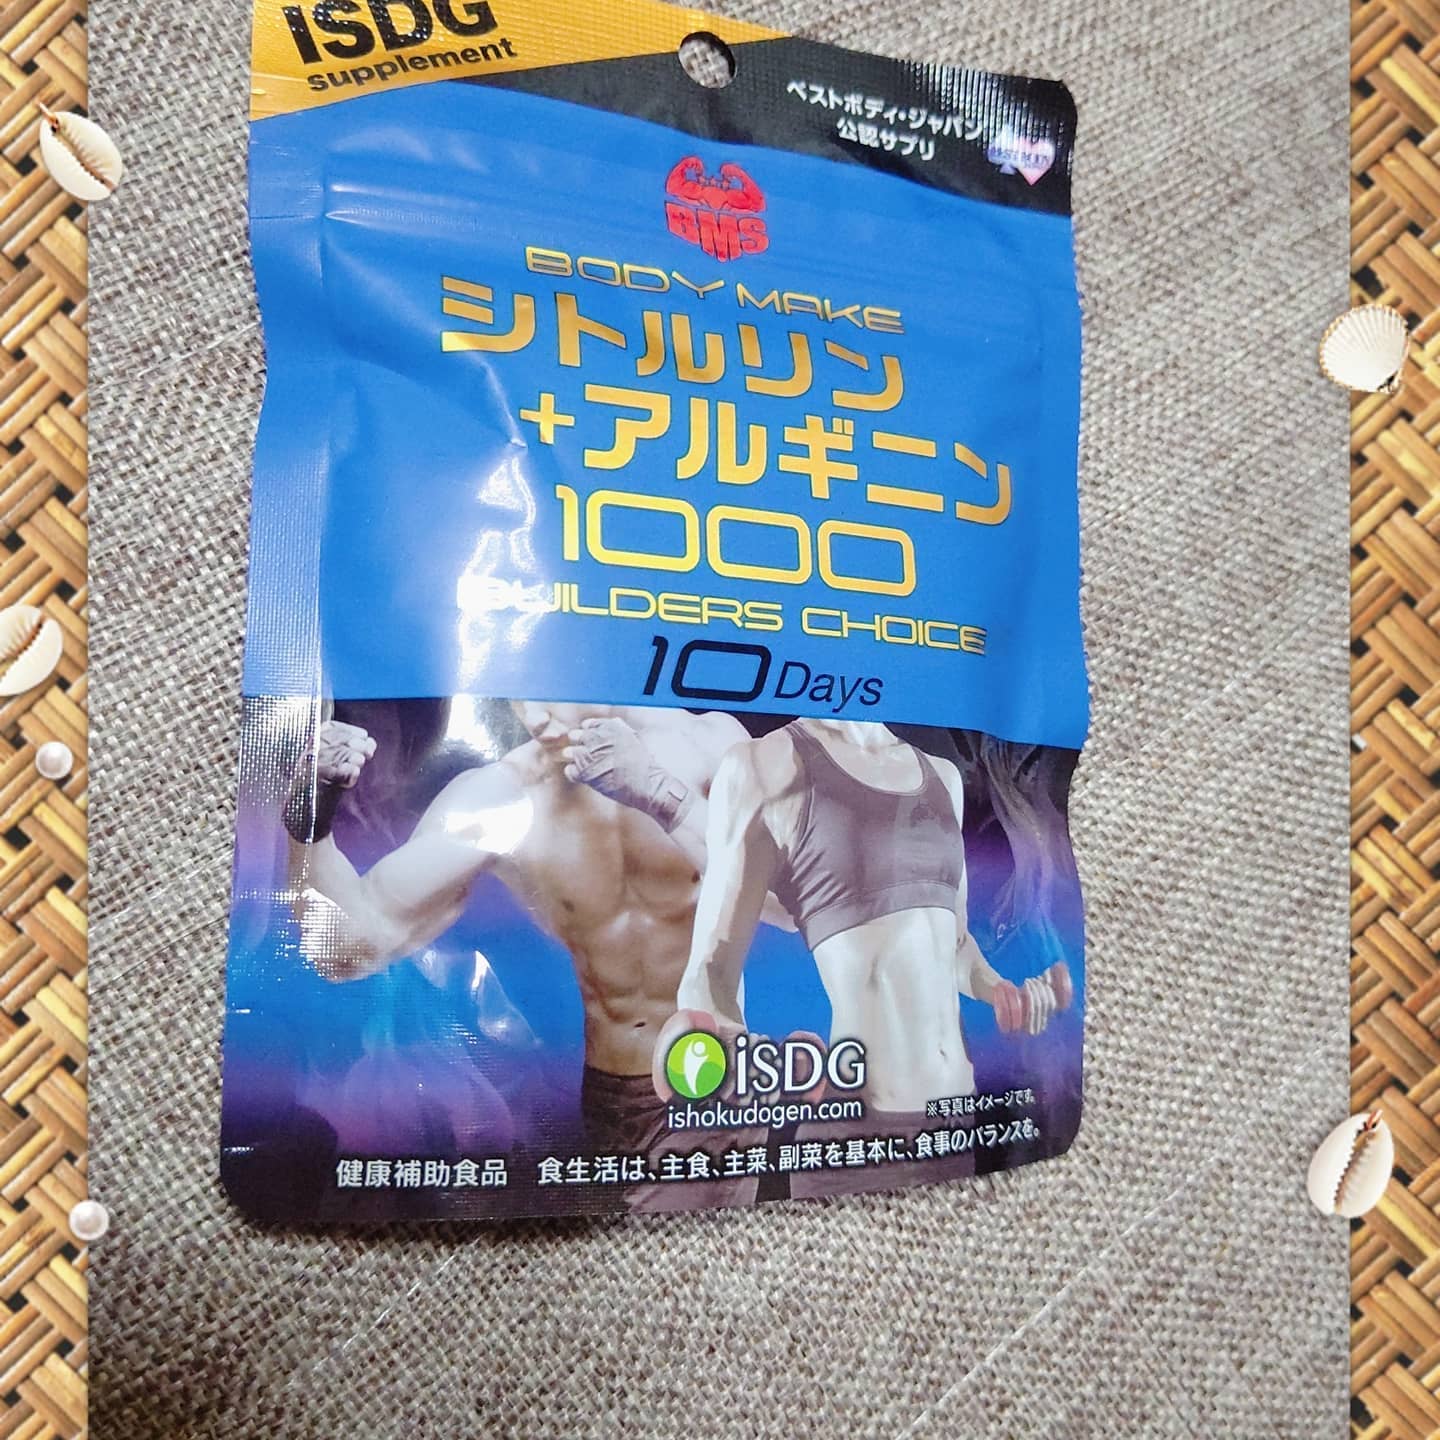 ISDG
supplement
ベストボディ・ジャパン
公認サプリ
BMS
BODY MAKE
シトルリン
+アルギニン
1000
BUILDERS CHOICE
10Days
iSDG
ishokudogen.com
※写真はイメージです。
健康補助食品 食生活は、主食、主菜、副菜を基本に、食事のバランスを。